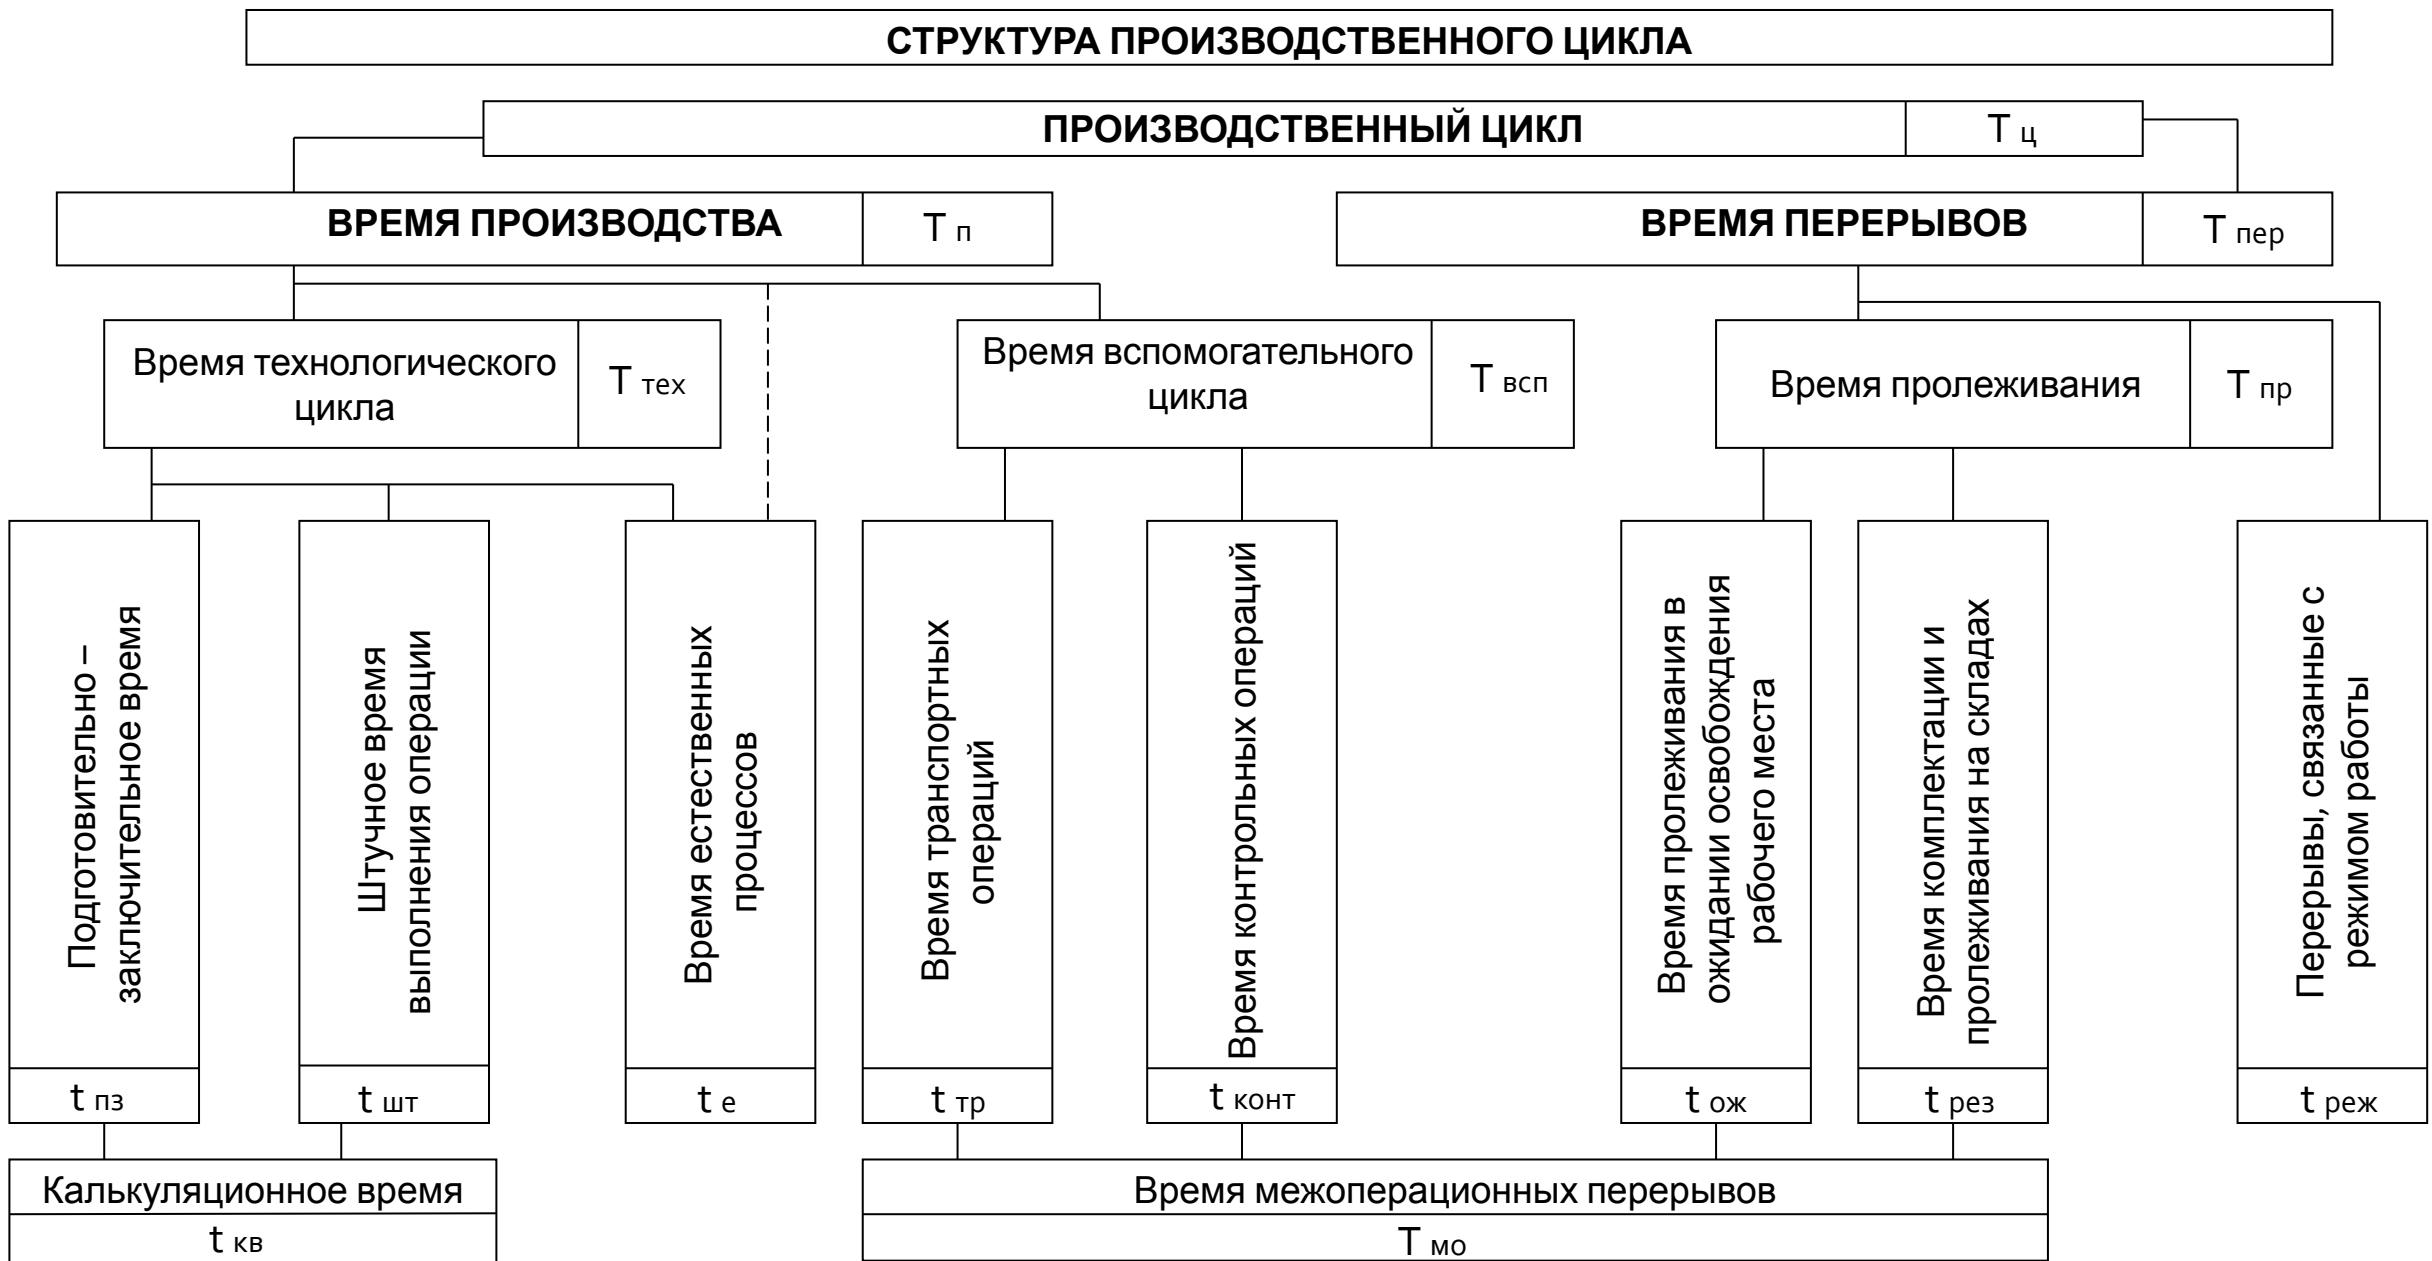 СТРУКТУРА ПРОИЗВОДСТВЕННОГО ЦИКЛА
ПРОИЗВОДСТВЕННЫЙ ЦИКЛ
Т ц
ВРЕМЯ ПРОИЗВОДСТВА
Т п
ВРЕМЯ ПЕРЕРЫВОВ
Т пер
Время технологического
цикла
Т тех
Время вспомогательного
цикла
Т всп
Время пролеживания
Т пр
Подготовительно –
заключительное время
Штучное время
выполнения операции
Время естественных
процессов
Время транспортных
операций
Время контрольных операций
Время пролеживания в
ожидании освобождения
рабочего места
Время комплектации и
пролеживания на складах
Перерывы, связанные с
режимом работы
t пз
t шт
t е
t тр
t конт
t ож
t рез
t реж
Калькуляционное время
t кв
Время межоперационных перерывов
Т мо